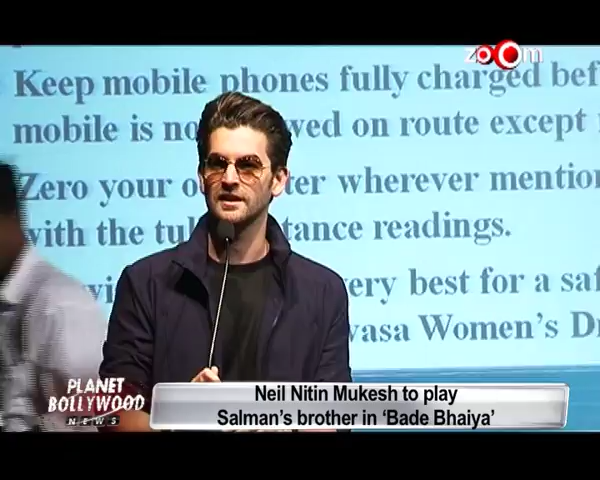 zoom
Keep mobile phones fully charged bef
mobile is no wed on route except
Zero your o ter wherever mention
with the tu tance readings.
wi very best for a saf
vasa Women's D
PLANET
BOLLYWOOD
NEWS
Neil Nitin Mukesh to play
Salman's brother in 'Bade Bhaiya'